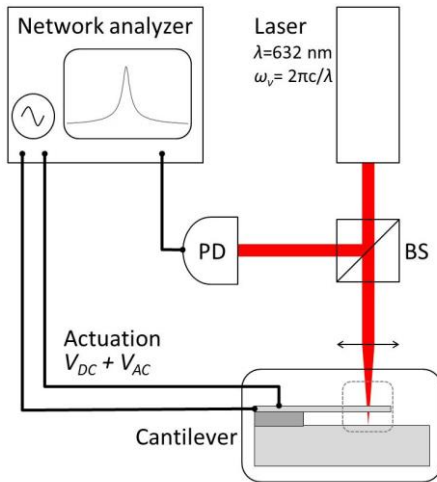 Network analyzer
Laser
λ=632 nm
ω_v= 2πc/λ
PD
BS
Actuation
V_DC + V_AC
Cantilever